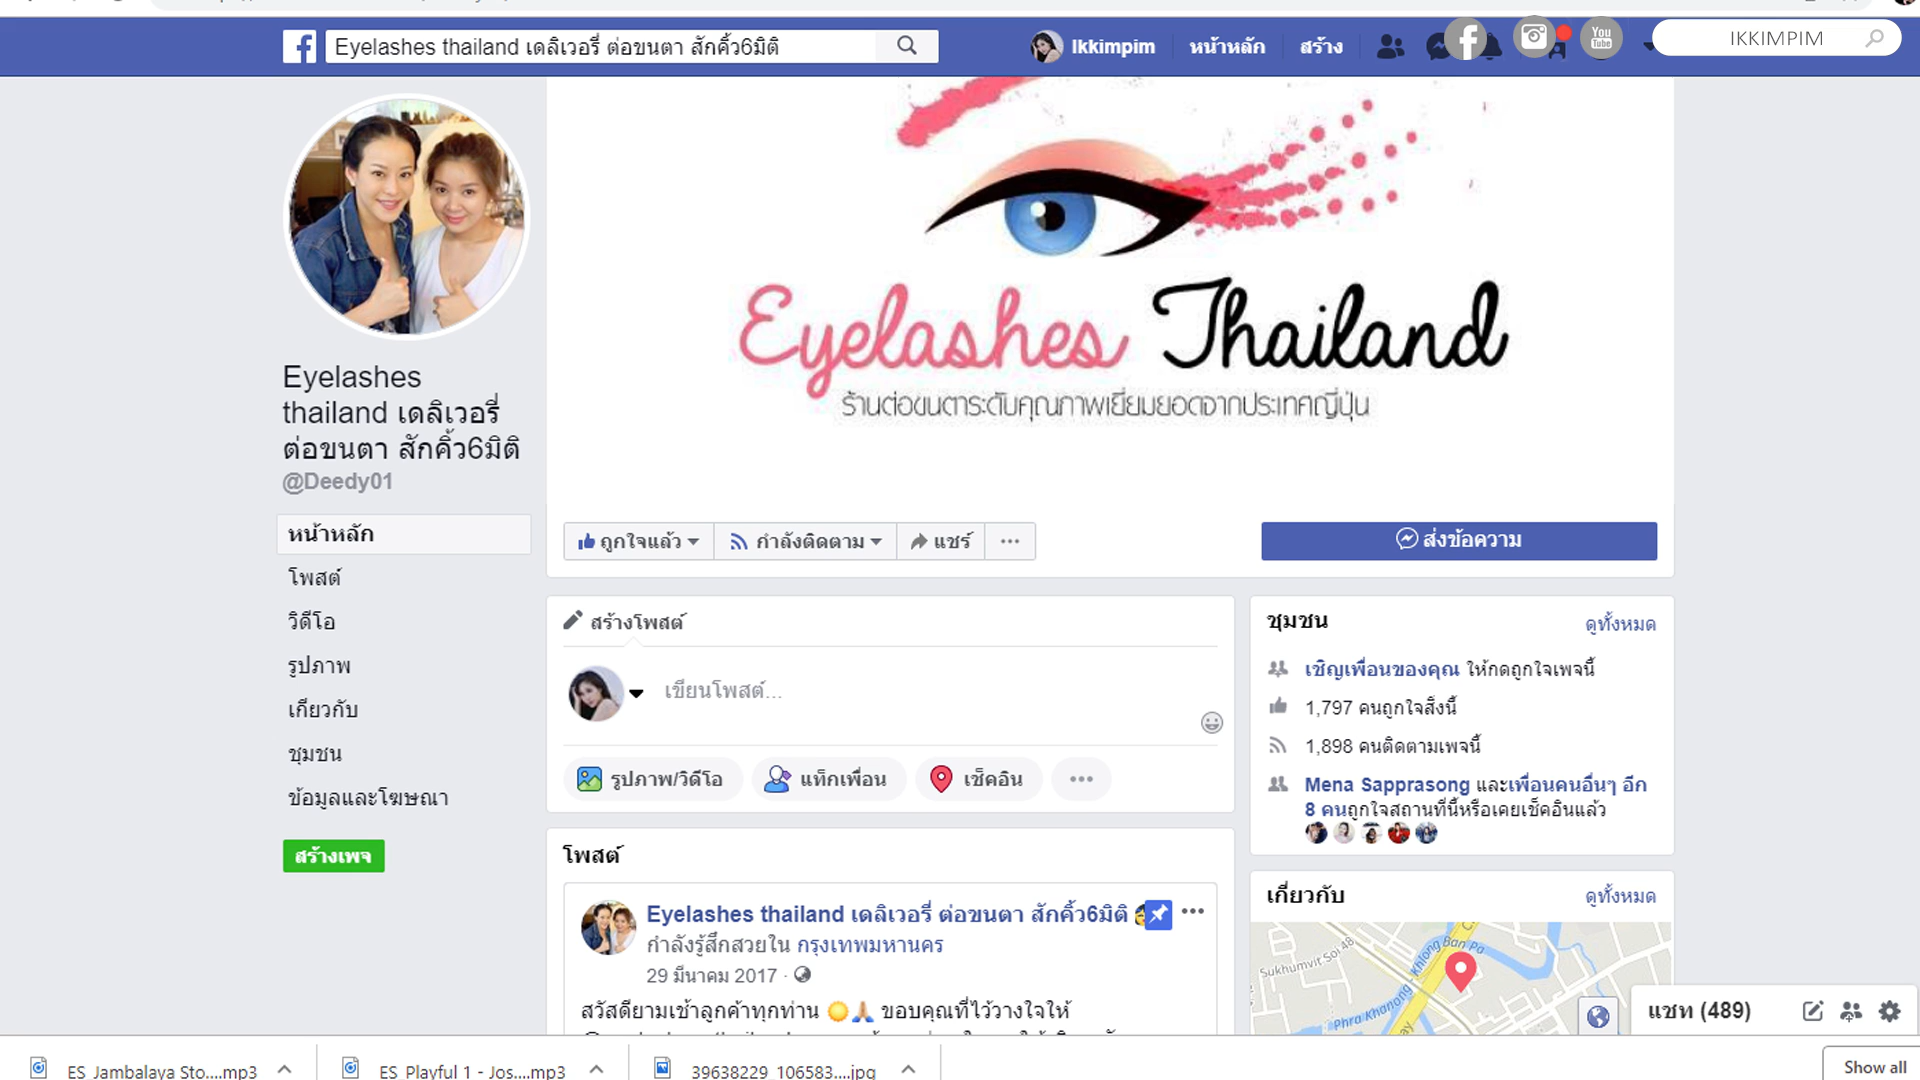 Eyelashes thailand เดลิเวอรี่ ต่อขนตา สักคิ้ว6มิติ
Ikkimpim
หน้าหลัก
สร้าง
You
Tube
IKKIMPIM
Eyelashes Thailand
ร้านต่อขนตาระดับคุณภาพเยี่ยมยอดจากประเทศญี่ปุ่น
Eyelashes
thailand เดลิเวอรี่
ต่อขนตา สักคิ้ว6มิติ
@Deedy01
หน้าหลัก
โพสต์
วิดีโอ
รูปภาพ
เกี่ยวกับ
ชุมชน
ข้อมูลและโฆษณา
สร้างเพจ
ถูกใจแล้ว
กำลังติดตาม
แชร์
ส่งข้อความ
สร้างโพสต์
เขียนโพสต์...
รูปภาพ/วิดีโอ
แท็กเพื่อน
เช็คอิน
โพสต์
Eyelashes thailand เดลิเวอรี่ ต่อขนตา สักคิ้ว6มิติ
กำลังรู้สึกสวยใน กรุงเทพมหานคร
29 มีนาคม 2017 ·
สวัสดียามเช้าลูกค้าทุกท่าน 🌞🙏 ขอบคุณที่ไว้วางใจให้
ชุมชน
ดูทั้งหมด
เชิญเพื่อนของคุณ ให้กดถูกใจเพจนี้
1,797 คนถูกใจสิ่งนี้
1,898 คนติดตามเพจนี้
Mena Sapprasong และเพื่อนคนอื่นๆ อีก
8 คนถูกใจสถานที่นี้หรือเคยเช็คอินแล้ว
เกี่ยวกับ
ดูทั้งหมด
Sukhumvit Soi 48
Khlong Ban Pa
Phra Khanong
แชท (489)
ES_Jambalaya Sto....mp3
ES_Playful 1 - Jos....mp3
39638229_106583....jpg
Show all